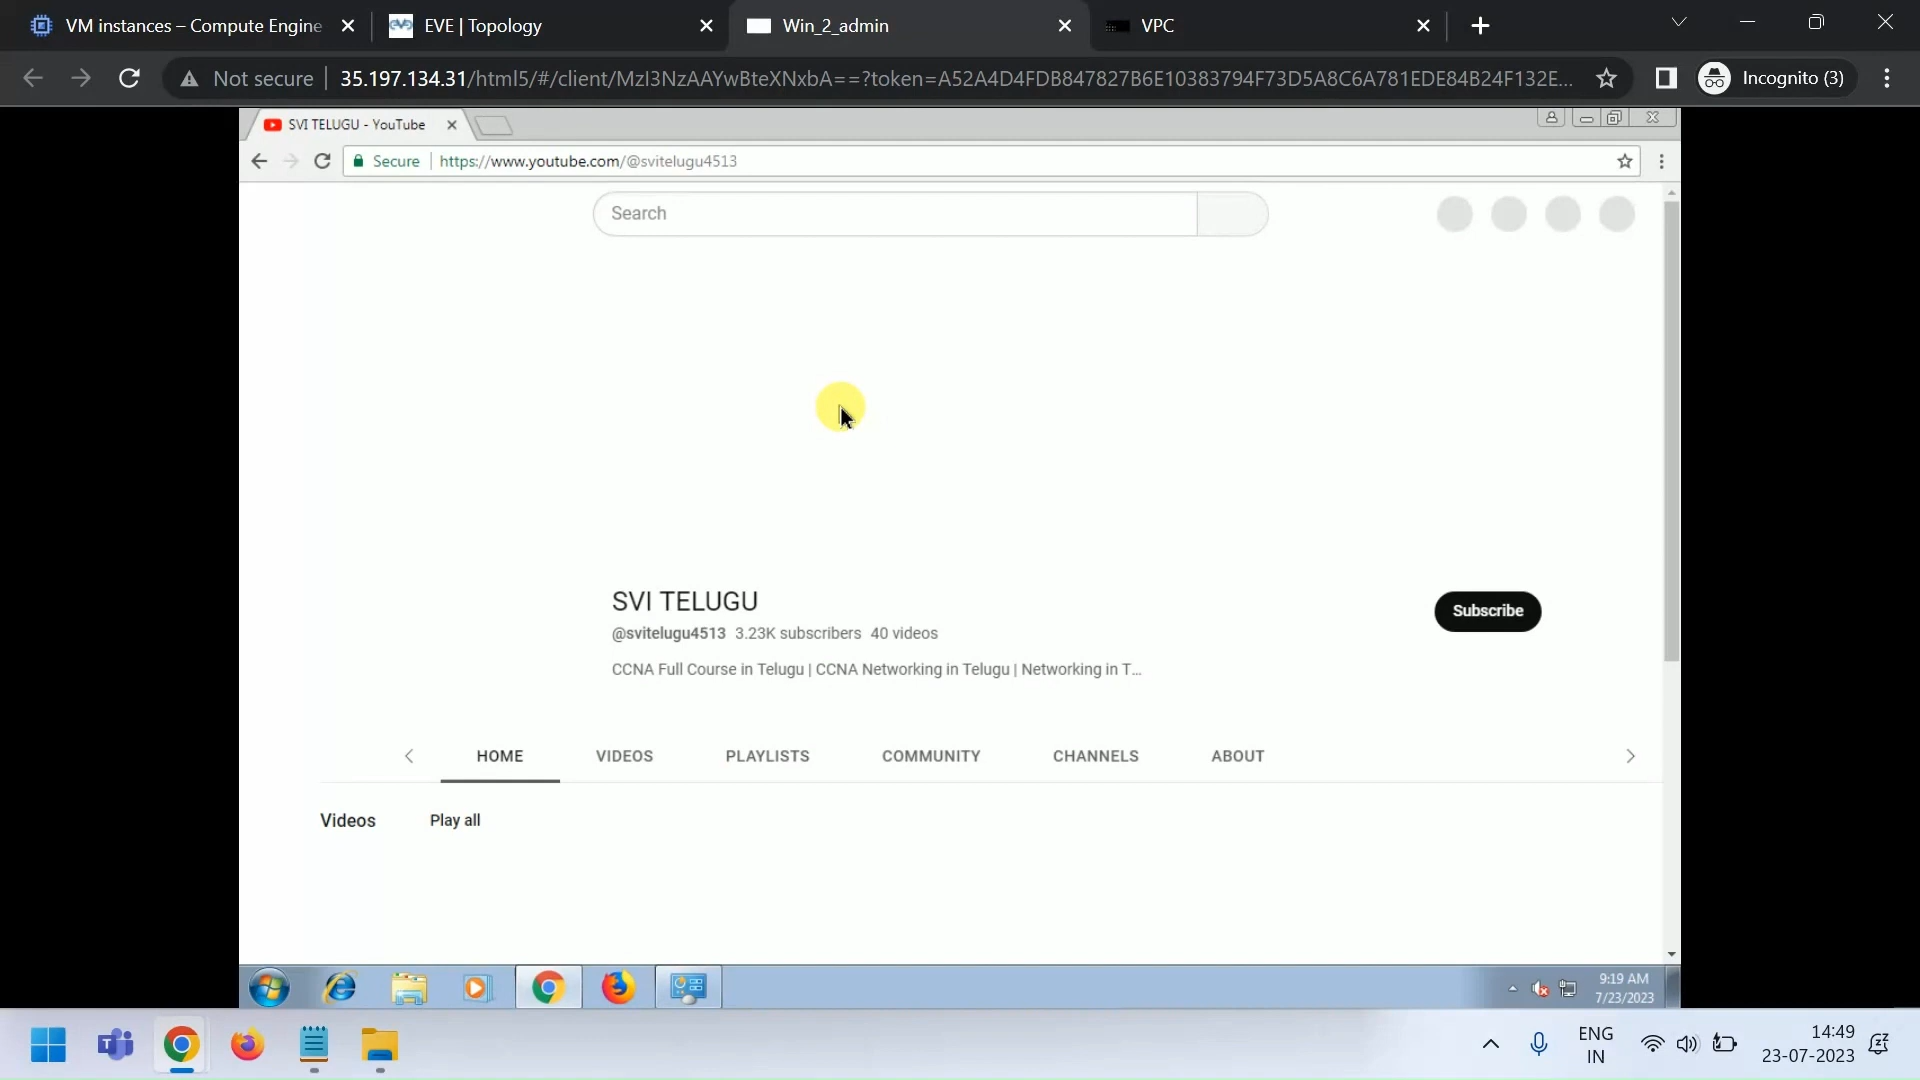 VM instances – Compute Engine
EVE | Topology
Win_2_admin
VPC
Not secure
35.197.134.31/html5/#/client/MzI3NzAAYwBteXNxbA==?token=A52A4D4FDB847827B6E10383794F73D5A8C6A781EDE84B24F132E...
Incognito (3)
SVI TELUGU - YouTube
Secure
https://www.youtube.com/@svitelugu4513
Search
SVI TELUGU
@svitelugu4513 3.23K subscribers 40 videos
Subscribe
CCNA Full Course in Telugu | CCNA Networking in Telugu | Networking in T...
HOME VIDEOS PLAYLISTS COMMUNITY CHANNELS ABOUT
Videos Play all
9:19 AM
7/23/2023
ENG
IN
14:49
23-07-2023